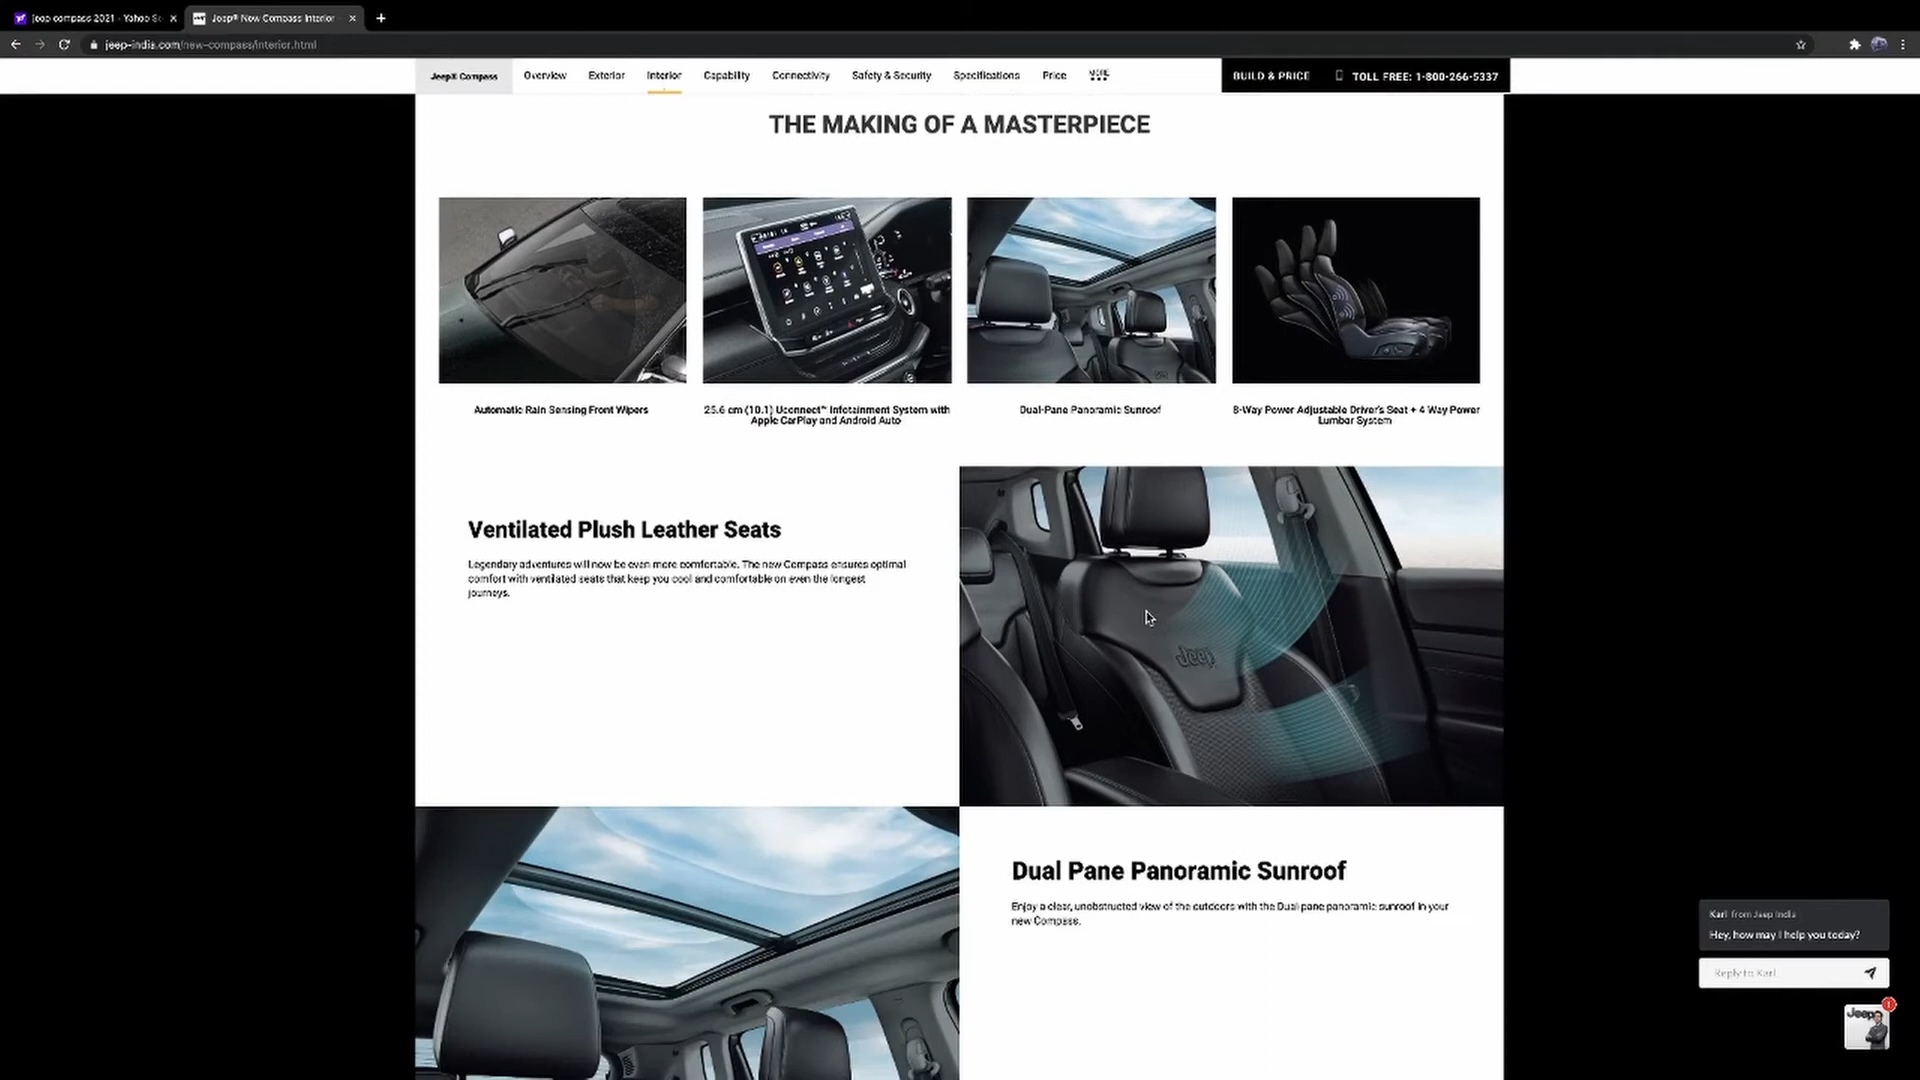 jeep compass 2021 - Yahoo Se
Jeep® New Compass Interior
jeep-india.com/new-compass/interior.html
Jeep® Compass
Overview
Exterior
Interior
Capability
Connectivity
Safety & Security
Specifications
Price
MORE
BUILD & PRICE
TOLL FREE: 1-800-266-5337
THE MAKING OF A MASTERPIECE
Automatic Rain Sensing Front Wipers
25.6 cm (10.1) Uconnect™ Infotainment System with
Apple CarPlay and Android Auto
Dual-Pane Panoramic Sunroof
8-Way Power Adjustable Driver's Seat + 4 Way Power
Lumbar System
Ventilated Plush Leather Seats
Legendary adventures will now be even more comfortable. The new Compass ensures optimal
comfort with ventilated seats that keep you cool and comfortable on even the longest
journeys.
Jeep
Dual Pane Panoramic Sunroof
Enjoy a clear, unobstructed view of the outdoors with the Dual-pane panoramic sunroof in your
new Compass.
Karl from Jeep India
Hey, how may I help you today?
Reply to Karl
Jeep
1